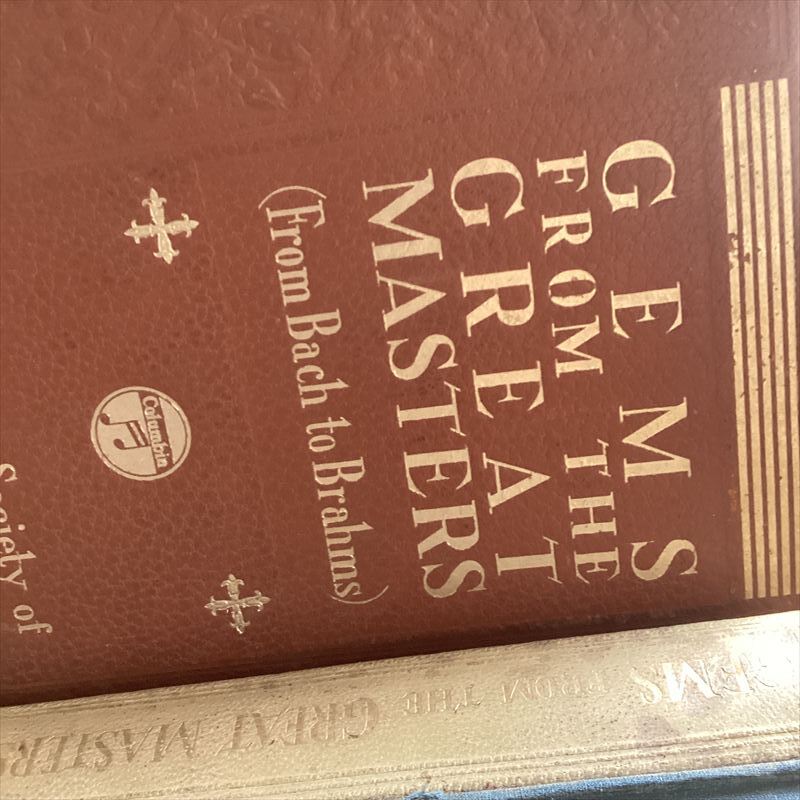 GEMS
FROM THE
GREAT
MASTERS
(From Bach to Brahms)
Columbia
Society of
GEMS FROM THE GREAT MASTERS